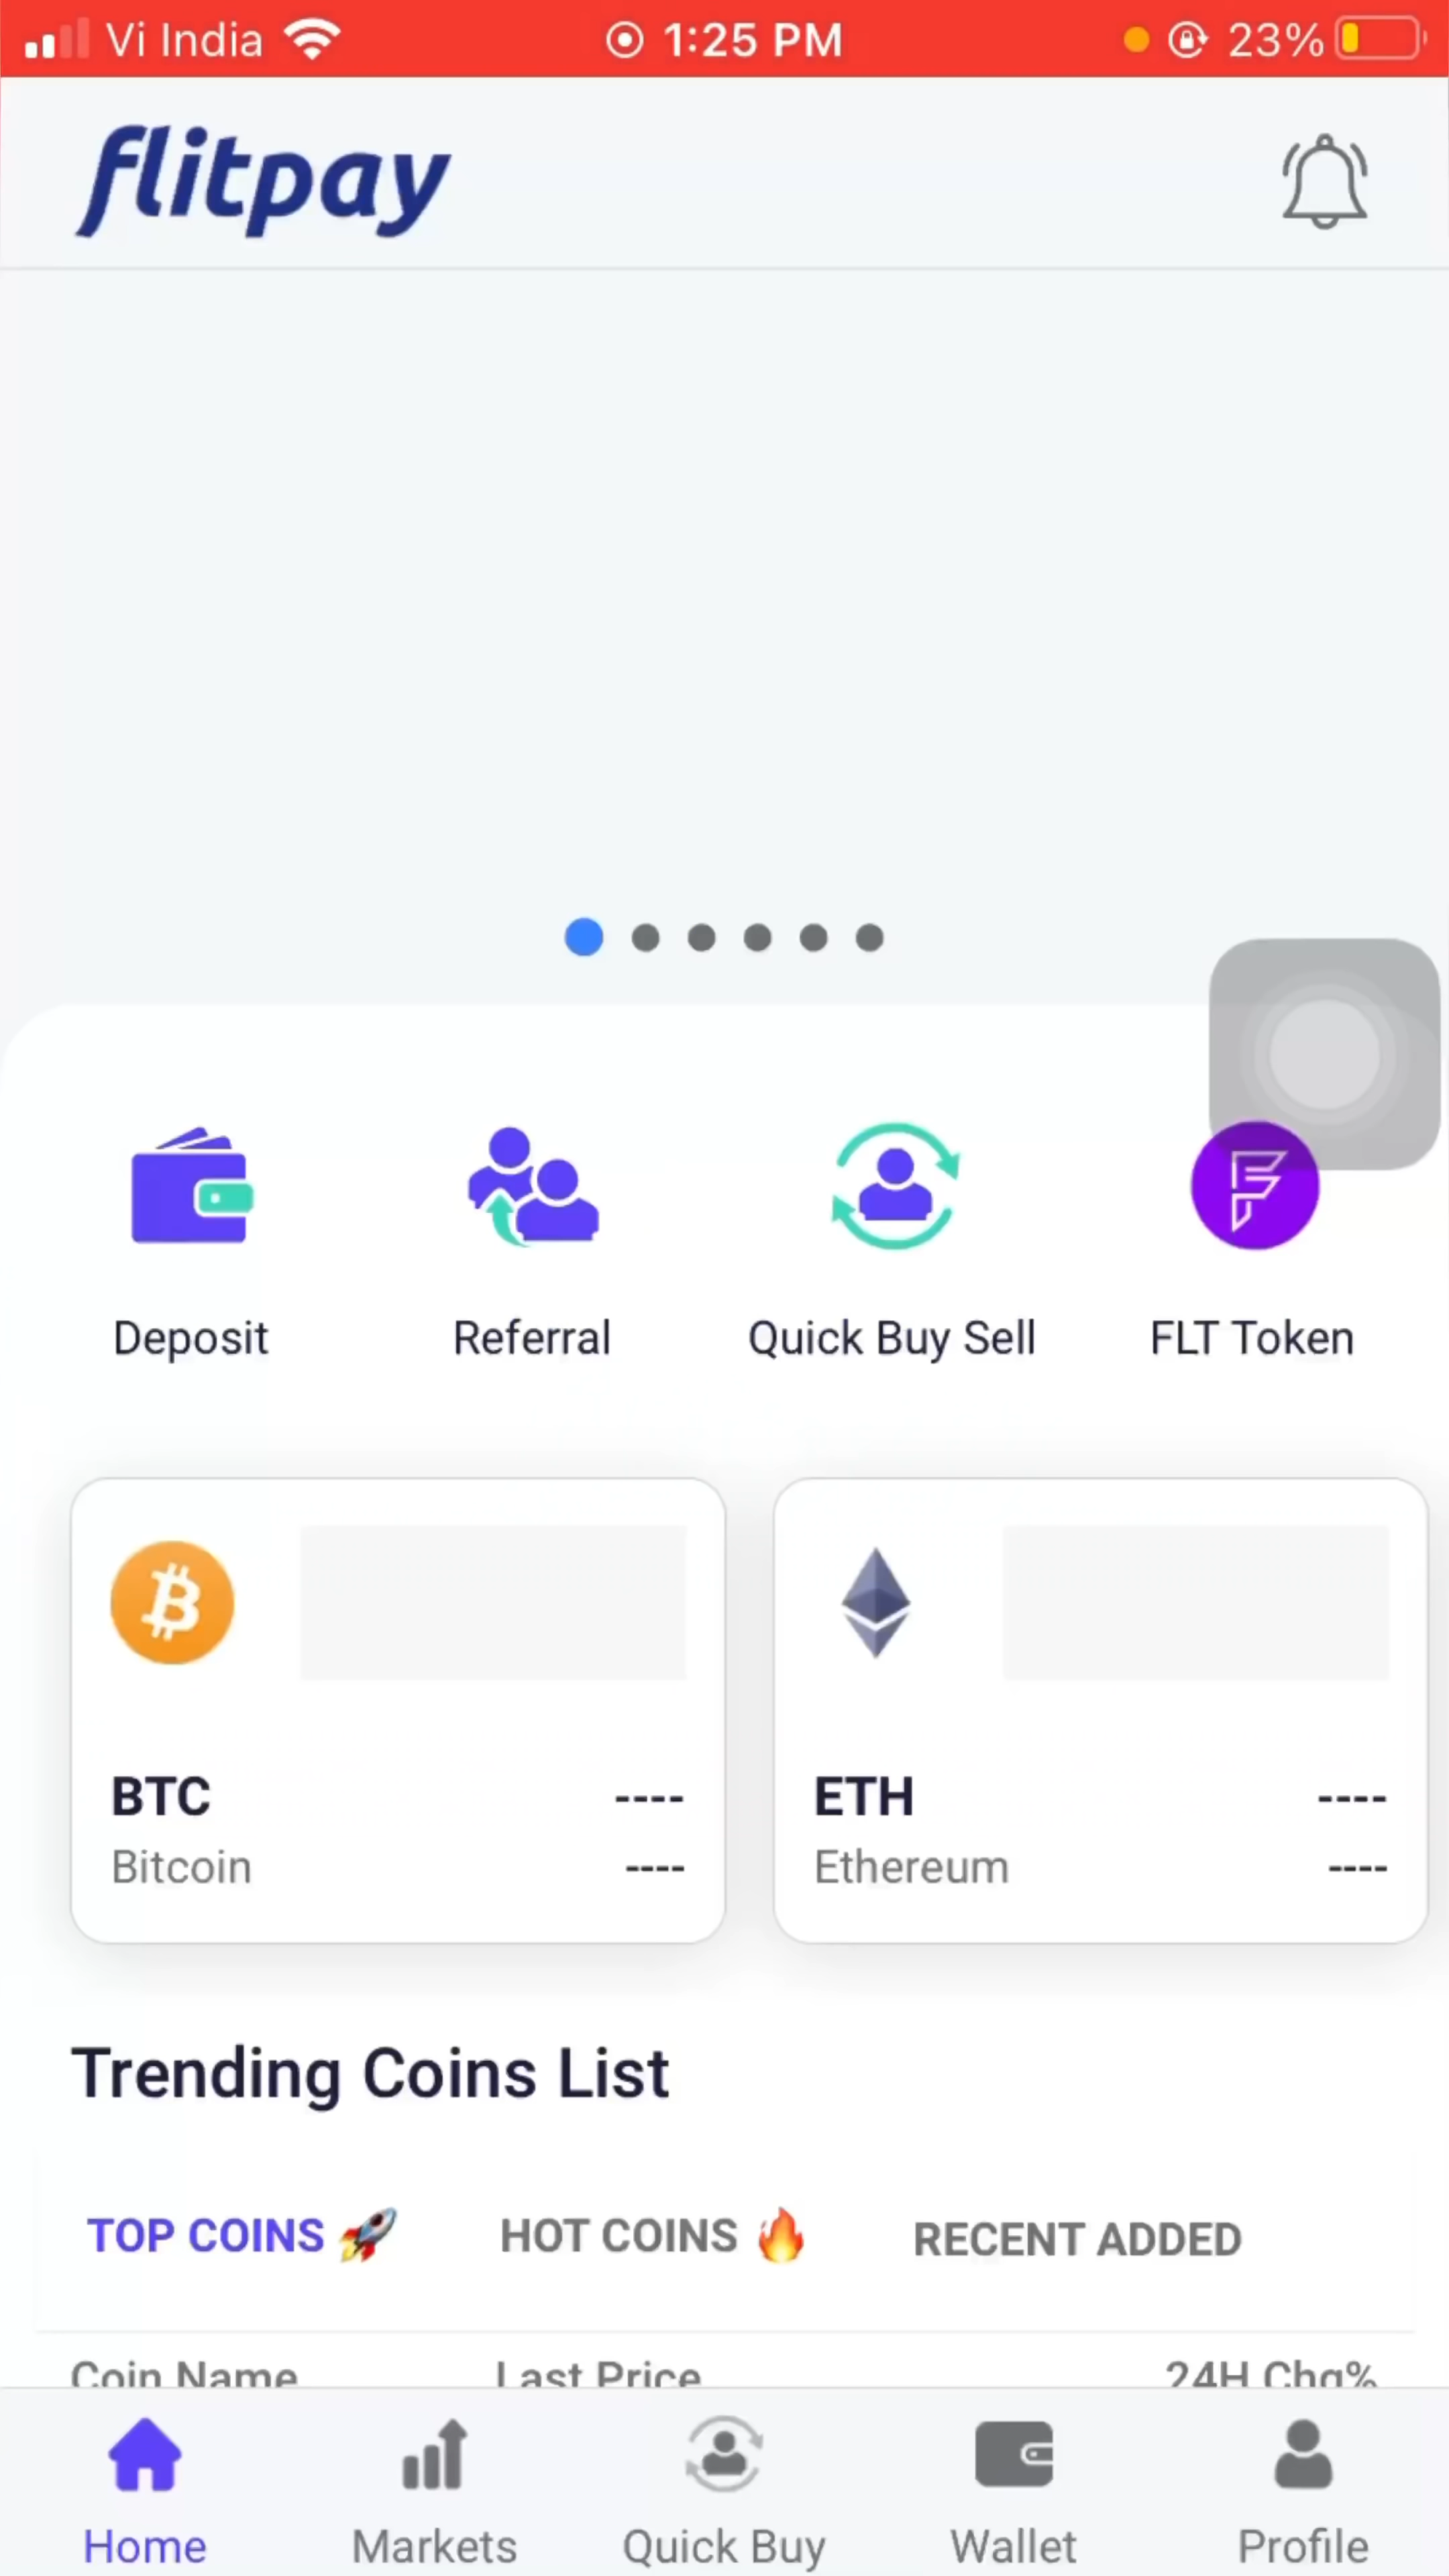 Vi India 1:25 PM 23%
flitpay
Deposit Referral Quick Buy Sell FLT Token
BTC ---- ETH ----
Bitcoin ---- Ethereum ----
Trending Coins List
TOP COINS 🚀 HOT COINS 🔥 RECENT ADDED
Coin Name Last Price 24H Chg%
Home Markets Quick Buy Wallet Profile